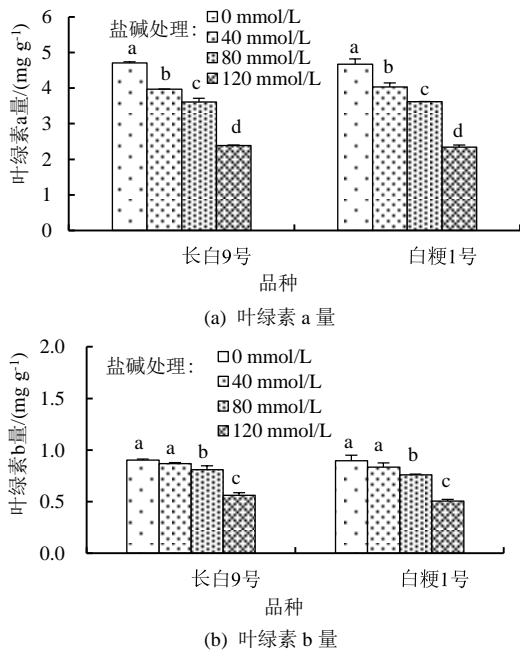 盐碱处理：
0 mmol/L
40 mmol/L
80 mmol/L
120 mmol/L
叶绿素a量/(mg g-1)
6
5
4
3
2
1
0
a
b
c
d
a
b
c
d
长白9号
白粳1号
品种
(a) 叶绿素 a 量
盐碱处理：
0 mmol/L
40 mmol/L
80 mmol/L
120 mmol/L
叶绿素b量/(mg g-1)
2.0
1.5
1.0
0.5
0.0
a
a
b
c
a
a
b
c
长白9号
白粳1号
品种
(b) 叶绿素 b 量